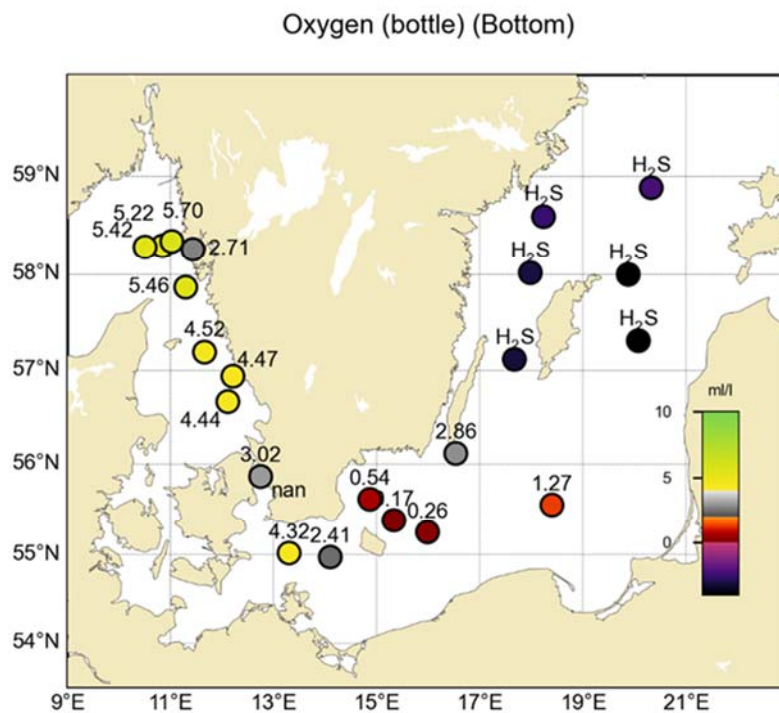 Oxygen (bottle) (Bottom)
59°N
58°N
57°N
56°N
55°N
54°N
9°E
11°E
13°E
15°E
17°E
19°E
21°E
5.22
5.70
5.42
2.71
5.46
4.52
4.47
4.44
3.02
nan
4.32
2.41
0.54
.17
0.26
2.86
1.27
H₂S
H₂S
H₂S
H₂S
H₂S
H₂S
ml/l
10
5
0